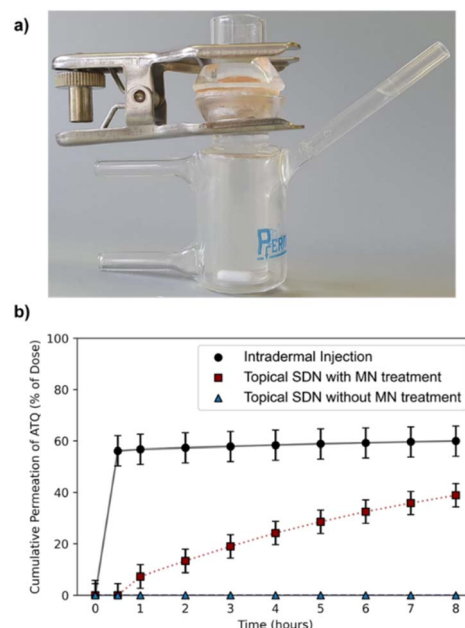 a)
b)
100
80
60
40
20
0
Cumulative Permeation of ATQ (% of Dose)
Intradermal Injection
Topical SDN with MN treatment
Topical SDN without MN treatment
0 1 2 3 4 5 6 7 8
Time (hours)